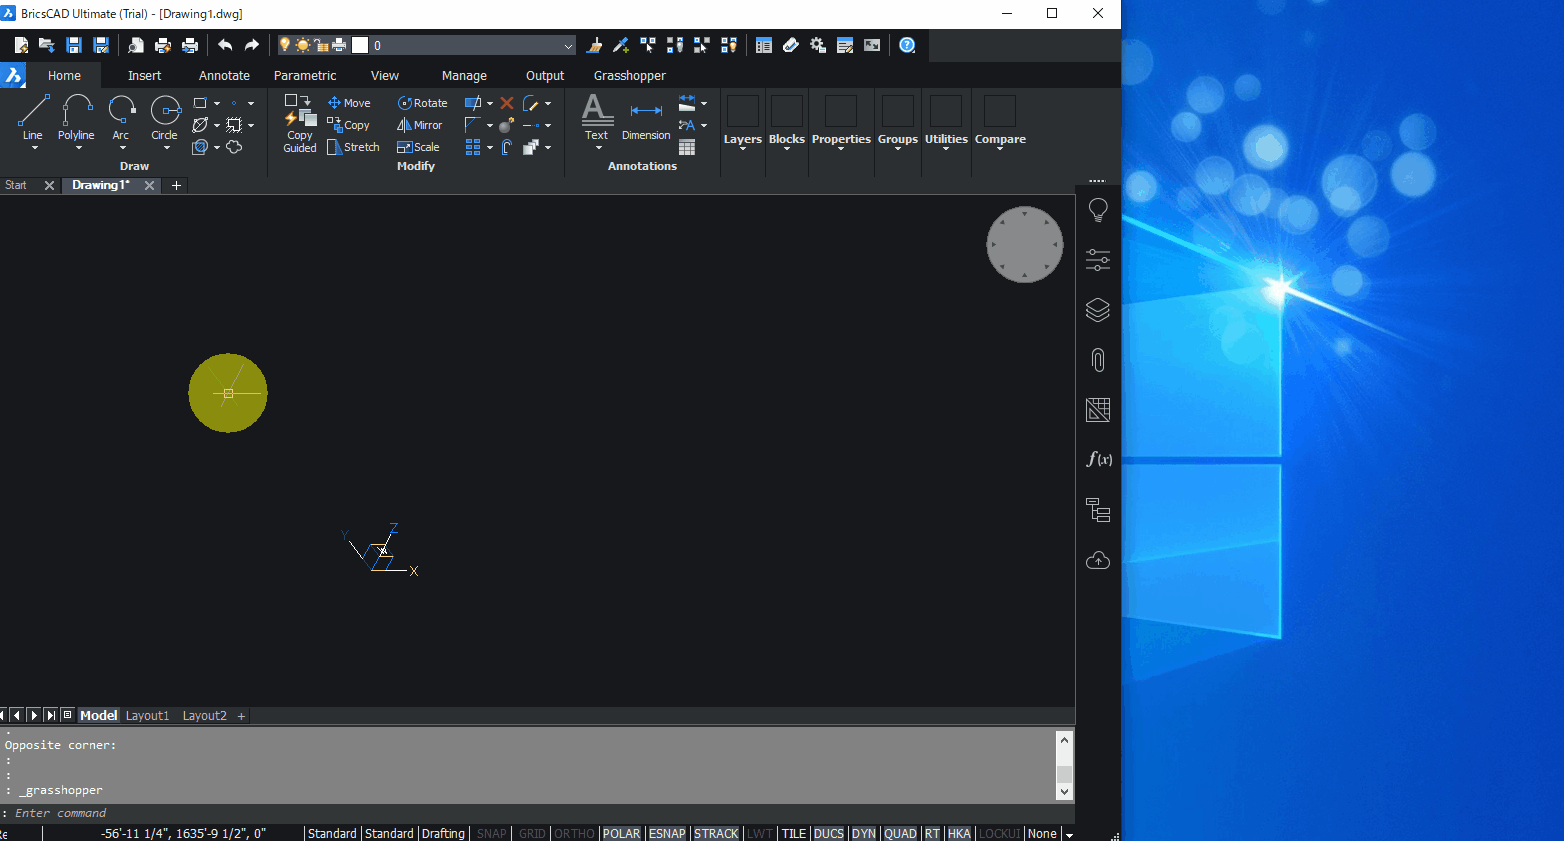 BricsCAD Ultimate (Trial) - [Drawing1.dwg]
0
Home Insert Annotate Parametric View Manage Output Grasshopper
Line Polyline Arc Circle
Copy Guided
Move Rotate
Copy Mirror
Stretch Scale
Text Dimension
Layers Blocks Properties Groups Utilities Compare
Draw Modify Annotations
Start Drawing1* +
f(x)
Y Z
X
Model Layout1 Layout2 +
Opposite corner:
:
:
: _grasshopper
: Enter command
-56'-11 1/4", 1635'-9 1/2", 0" Standard Standard Drafting SNAP GRID ORTHO POLAR ESNAP STRACK LWT TILE DUCS DYN QUAD RT HKA LOCKUI None